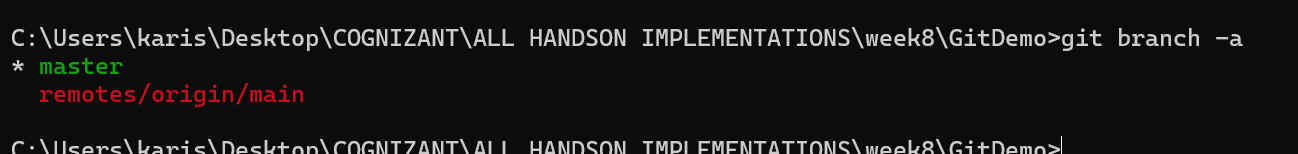 C:\Users\karis\Desktop\COGNIZANT\ALL HANDSON IMPLEMENTATIONS\week8\GitDemo>git branch -a
* master
  remotes/origin/main
C:\Users\karis\Desktop\COGNIZANT\ALL HANDSON IMPLEMENTATIONS\week8\GitDemo>